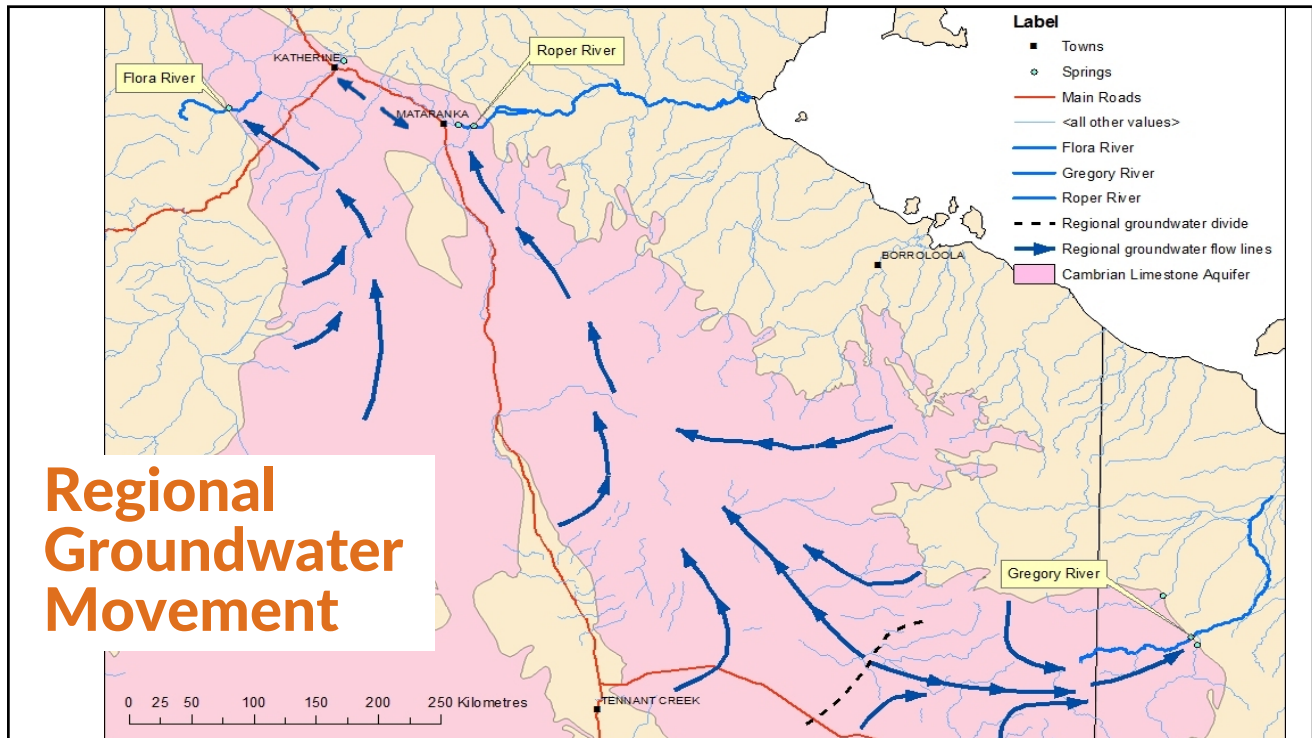 Regional
Groundwater
Movement
Flora River
KATHERINE
Roper River
MATARANKA
BORROLOOLA
Gregory River
TENNANT CREEK
0 25 50 100 150 200 250 Kilometres
Label
Towns
Springs
Main Roads
<all other values>
Flora River
Gregory River
Roper River
Regional groundwater divide
Regional groundwater flow lines
Cambrian Limestone Aquifer